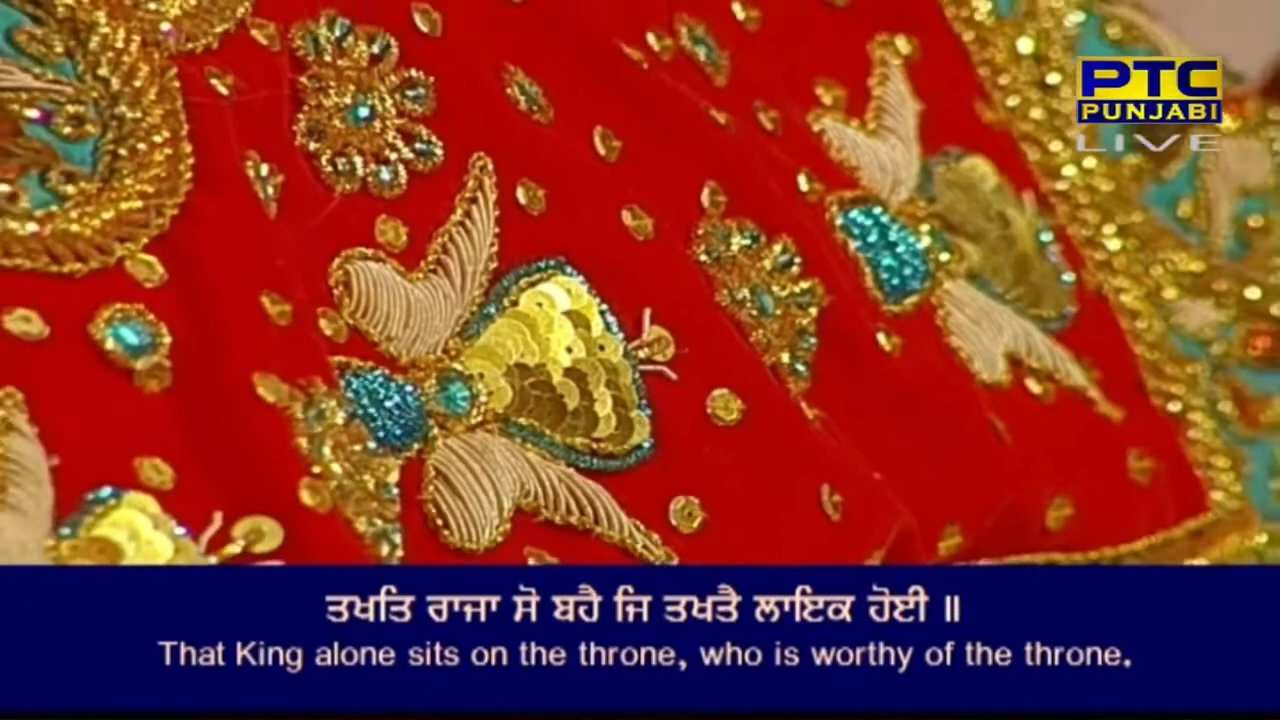 PTC
PUNJABI
LIVE
ਤਖਤਿ ਰਾਜਾ ਸੋ ਬਹੈ ਜਿ ਤਖਤੈ ਲਾਇਕ ਹੋਈ ॥
That King alone sits on the throne, who is worthy of the throne.